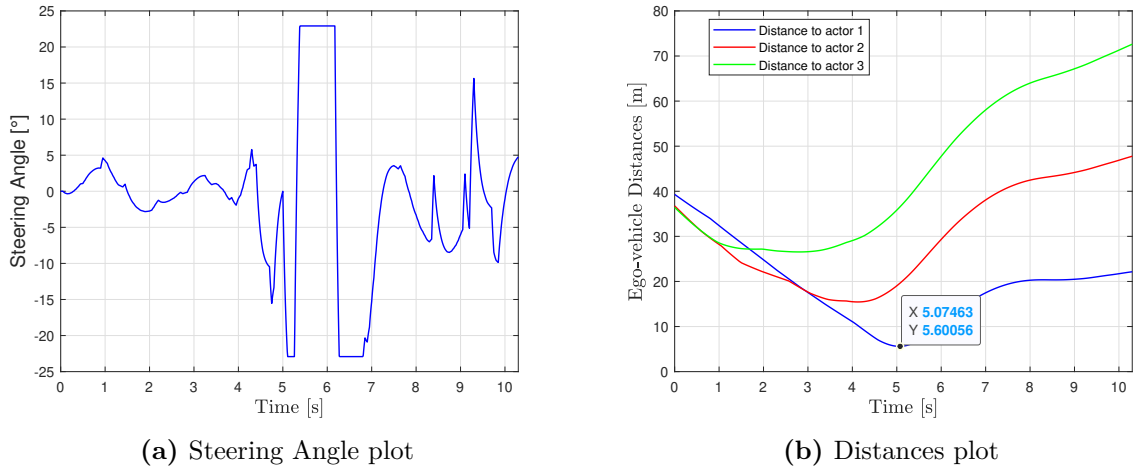 25
20
15
10
5
0
-5
-10
-15
-20
-25
0 1 2 3 4 5 6 7 8 9 10
Steering Angle [°]
Time [s]
(a) Steering Angle plot
80
70
60
50
40
30
20
10
0
0 1 2 3 4 5 6 7 8 9 10
Ego-vehicle Distances [m]
Time [s]
Distance to actor 1
Distance to actor 2
Distance to actor 3
X 5.07463
Y 5.60056
(b) Distances plot